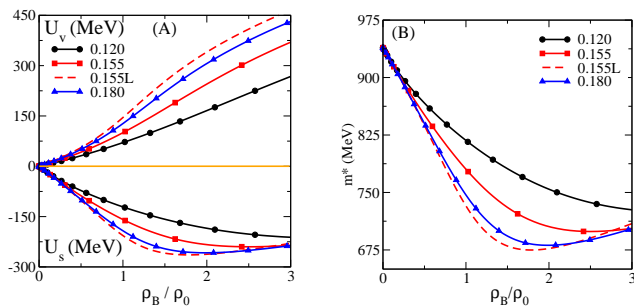 U_v (MeV) (A)
0.120
0.155
0.155L
0.180
450
300
150
0
-150
-300
U_s (MeV)
0 1 2 3
ρ_B / ρ_0
(B)
0.120
0.155
0.155L
0.180
975
900
825
750
675
m* (MeV)
0 1 2 3
ρ_B/ρ_0